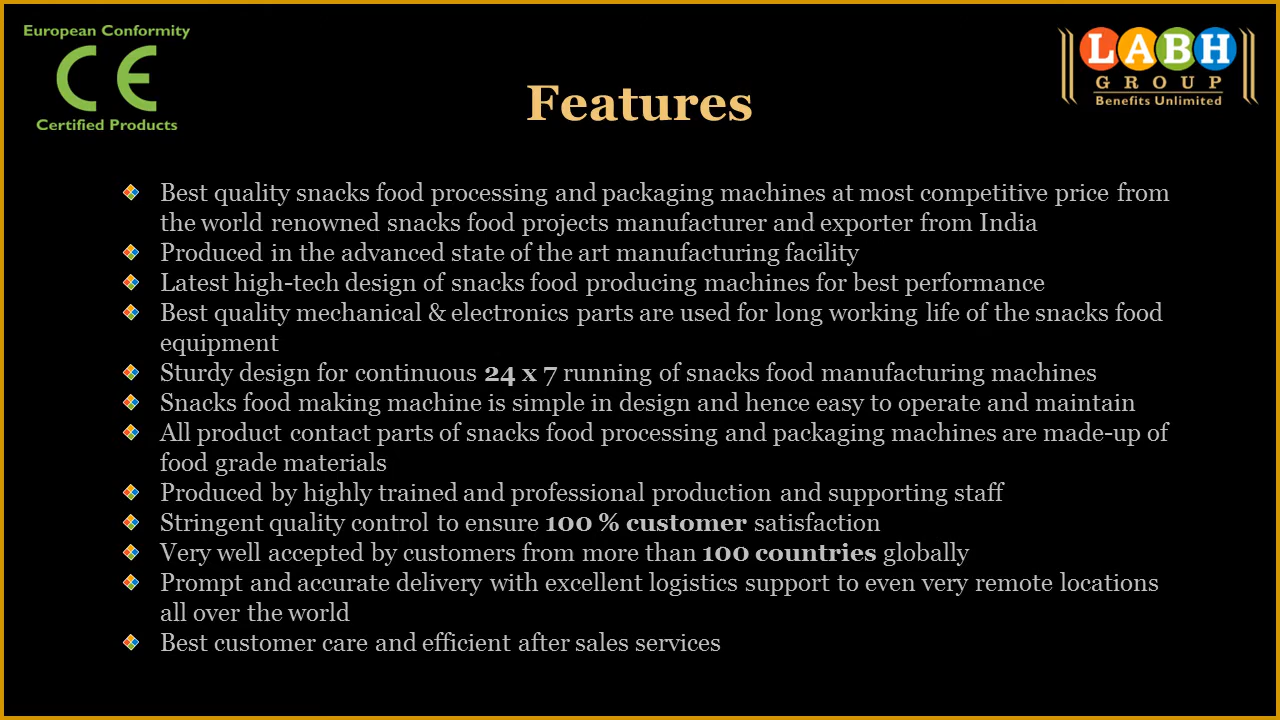 European Conformity
CE
Certified Products
LABH
GROUP
Benefits Unlimited
Features
Best quality snacks food processing and packaging machines at most competitive price from
the world renowned snacks food projects manufacturer and exporter from India
Produced in the advanced state of the art manufacturing facility
Latest high-tech design of snacks food producing machines for best performance
Best quality mechanical & electronics parts are used for long working life of the snacks food
equipment
Sturdy design for continuous 24 x 7 running of snacks food manufacturing machines
Snacks food making machine is simple in design and hence easy to operate and maintain
All product contact parts of snacks food processing and packaging machines are made-up of
food grade materials
Produced by highly trained and professional production and supporting staff
Stringent quality control to ensure 100 % customer satisfaction
Very well accepted by customers from more than 100 countries globally
Prompt and accurate delivery with excellent logistics support to even very remote locations
all over the world
Best customer care and efficient after sales services